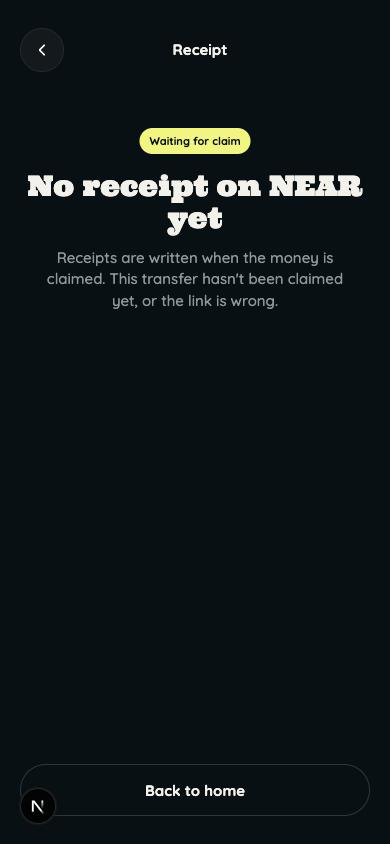 Receipt
Waiting for claim
No receipt on NEAR
yet
Receipts are written when the money is
claimed. This transfer hasn't been claimed
yet, or the link is wrong.
Back to home
N